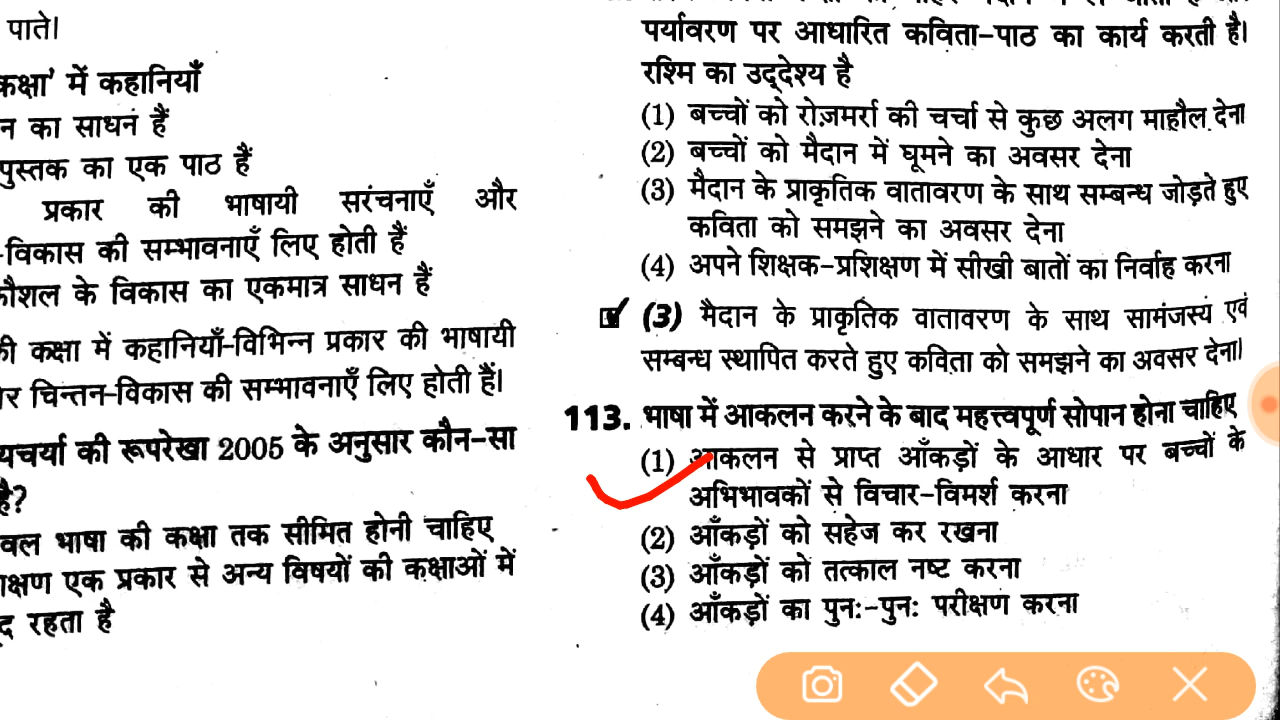 पाते।
कक्षा' में कहानियाँ
न का साधन हैं
पुस्तक का एक पाठ हैं
प्रकार की भाषायी सरंचनाएँ और
-विकास की सम्भावनाएँ लिए होती हैं
कौशल के विकास का एकमात्र साधन हैं
की कक्षा में कहानियाँ-विभिन्न प्रकार की भाषायी
र चिन्तन-विकास की सम्भावनाएँ लिए होती हैं।
यचर्या की रूपरेखा 2005 के अनुसार कौन-सा
है?
वल भाषा की कक्षा तक सीमित होनी चाहिए
क्षण एक प्रकार से अन्य विषयों की कक्षाओं में
द रहता है
पर्यावरण पर आधारित कविता-पाठ का कार्य करती है।
रश्मि का उद्देश्य है
(1) बच्चों को रोज़मर्रा की चर्चा से कुछ अलग माहौल देना
(2) बच्चों को मैदान में घूमने का अवसर देना
(3) मैदान के प्राकृतिक वातावरण के साथ सम्बन्ध जोड़ते हुए
कविता को समझने का अवसर देना
(4) अपने शिक्षक-प्रशिक्षण में सीखी बातों का निर्वाह करना
(3) मैदान के प्राकृतिक वातावरण के साथ सामंजस्य एवं
सम्बन्ध स्थापित करते हुए कविता को समझने का अवसर देना।
113. भाषा में आकलन करने के बाद महत्त्वपूर्ण सोपान होना चाहिए
(1) आकलन से प्राप्त आँकड़ों के आधार पर बच्चों के
अभिभावकों से विचार-विमर्श करना
(2) आँकड़ों को सहेज कर रखना
(3) आँकड़ों को तत्काल नष्ट करना
(4) आँकड़ों का पुनः-पुनः परीक्षण करना